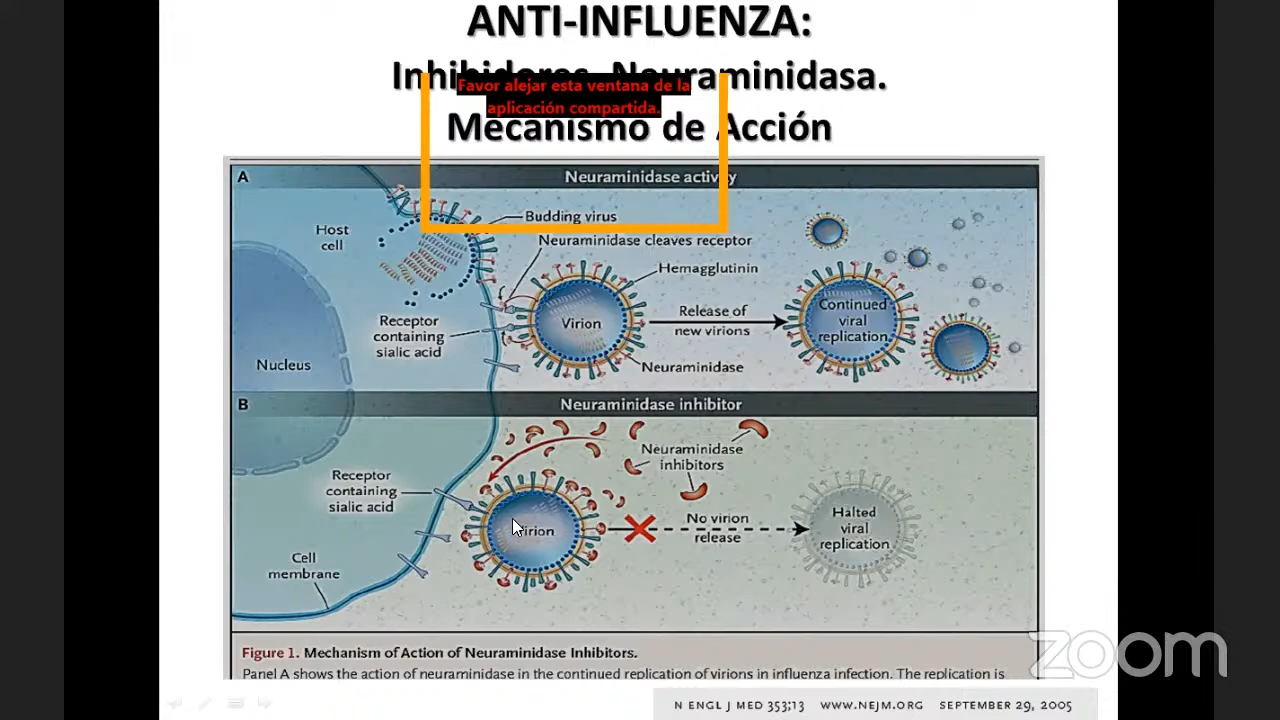 ANTI-INFLUENZA:
Inhibidores Neuraminidasa.
Favor alejar esta ventana de la
aplicación compartida.
Mecanismo de Acción
A
Neuraminidase activity
Budding virus
Host
cell
Neuraminidase cleaves receptor
Hemagglutinin
Receptor
containing
sialic acid
Virion
Release of
new virions
Continued
viral
replication
Nucleus
Neuraminidase
B
Neuraminidase inhibitor
Neuraminidase
inhibitors
Receptor
containing
sialic acid
Virion
No virion
release
Halted
viral
replication
Cell
membrane
Figure 1. Mechanism of Action of Neuraminidase Inhibitors.
Panel A shows the action of neuraminidase in the continued replication of virions in influenza infection. The replication is
zoom
N ENGL J MED 353;13 WWW.NEJM.ORG SEPTEMBER 29, 2005